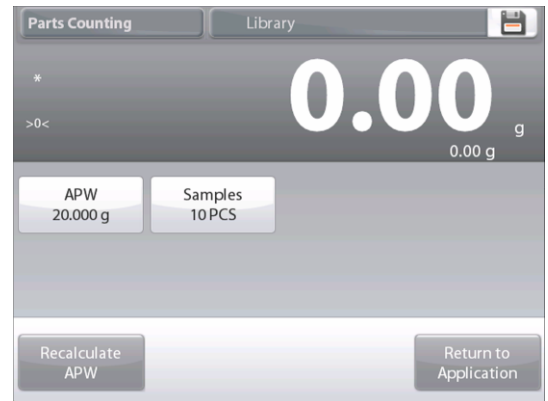 Parts Counting
Library
*
>0<
0.00
g
0.00 g
APW
20.000 g
Samples
10 PCS
Recalculate
APW
Return to
Application